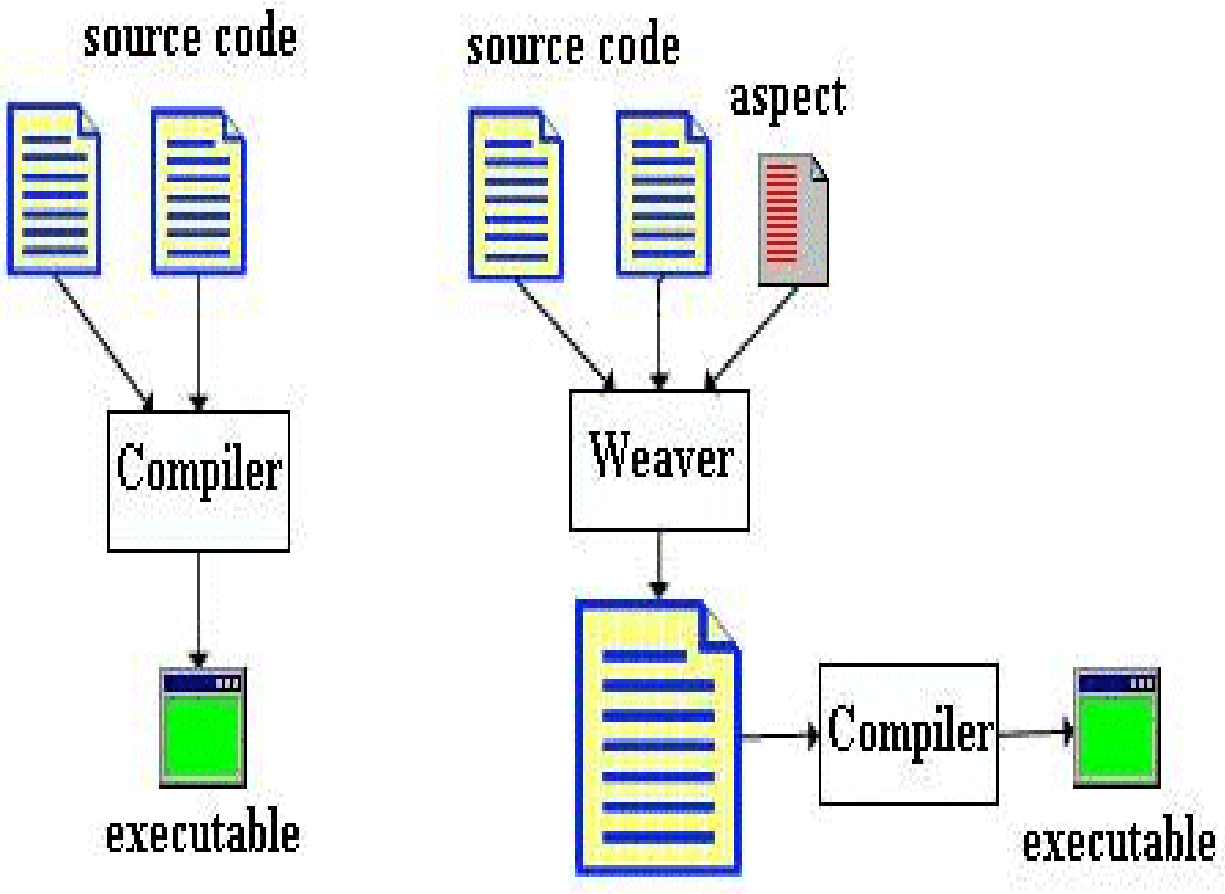 source code
source code
aspect
Compiler
Weaver
Compiler
executable
executable